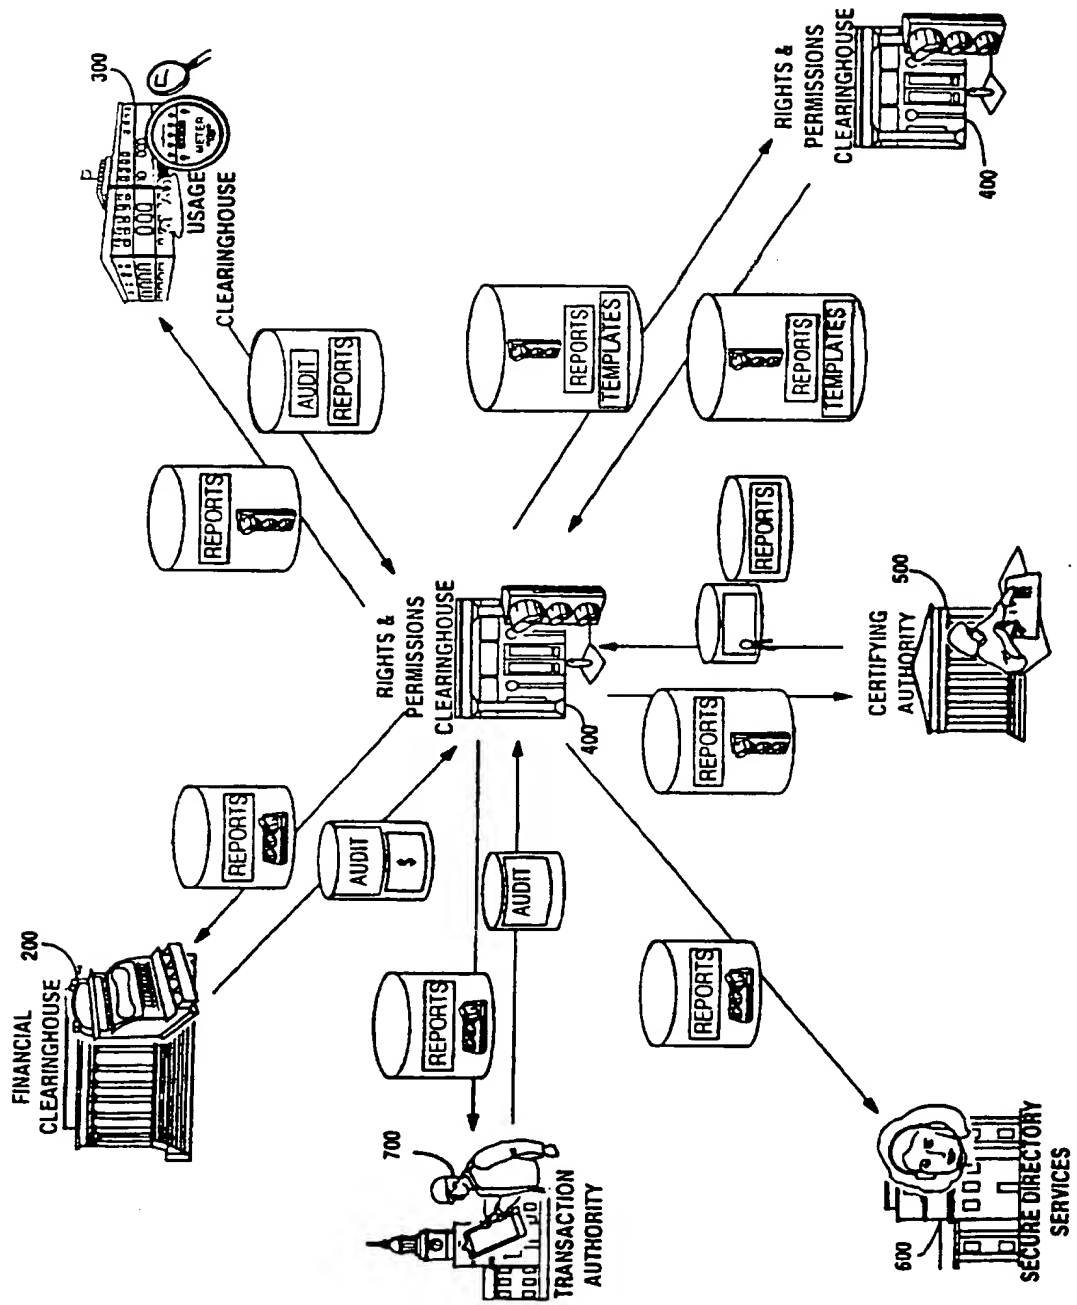 FINANCIAL
CLEARINGHOUSE
200
300
METER
USAGE
CLEARINGHOUSE
REPORTS
REPORTS
AUDIT
REPORTS
AUDIT
$
700
TRANSACTION
AUTHORITY
REPORTS
AUDIT
RIGHTS &
PERMISSIONS
CLEARINGHOUSE
400
REPORTS
TEMPLATES
REPORTS
TEMPLATES
RIGHTS &
PERMISSIONS
CLEARINGHOUSE
400
REPORTS
REPORTS
REPORTS
600
SECURE DIRECTORY
SERVICES
CERTIFYING
AUTHORITY
500